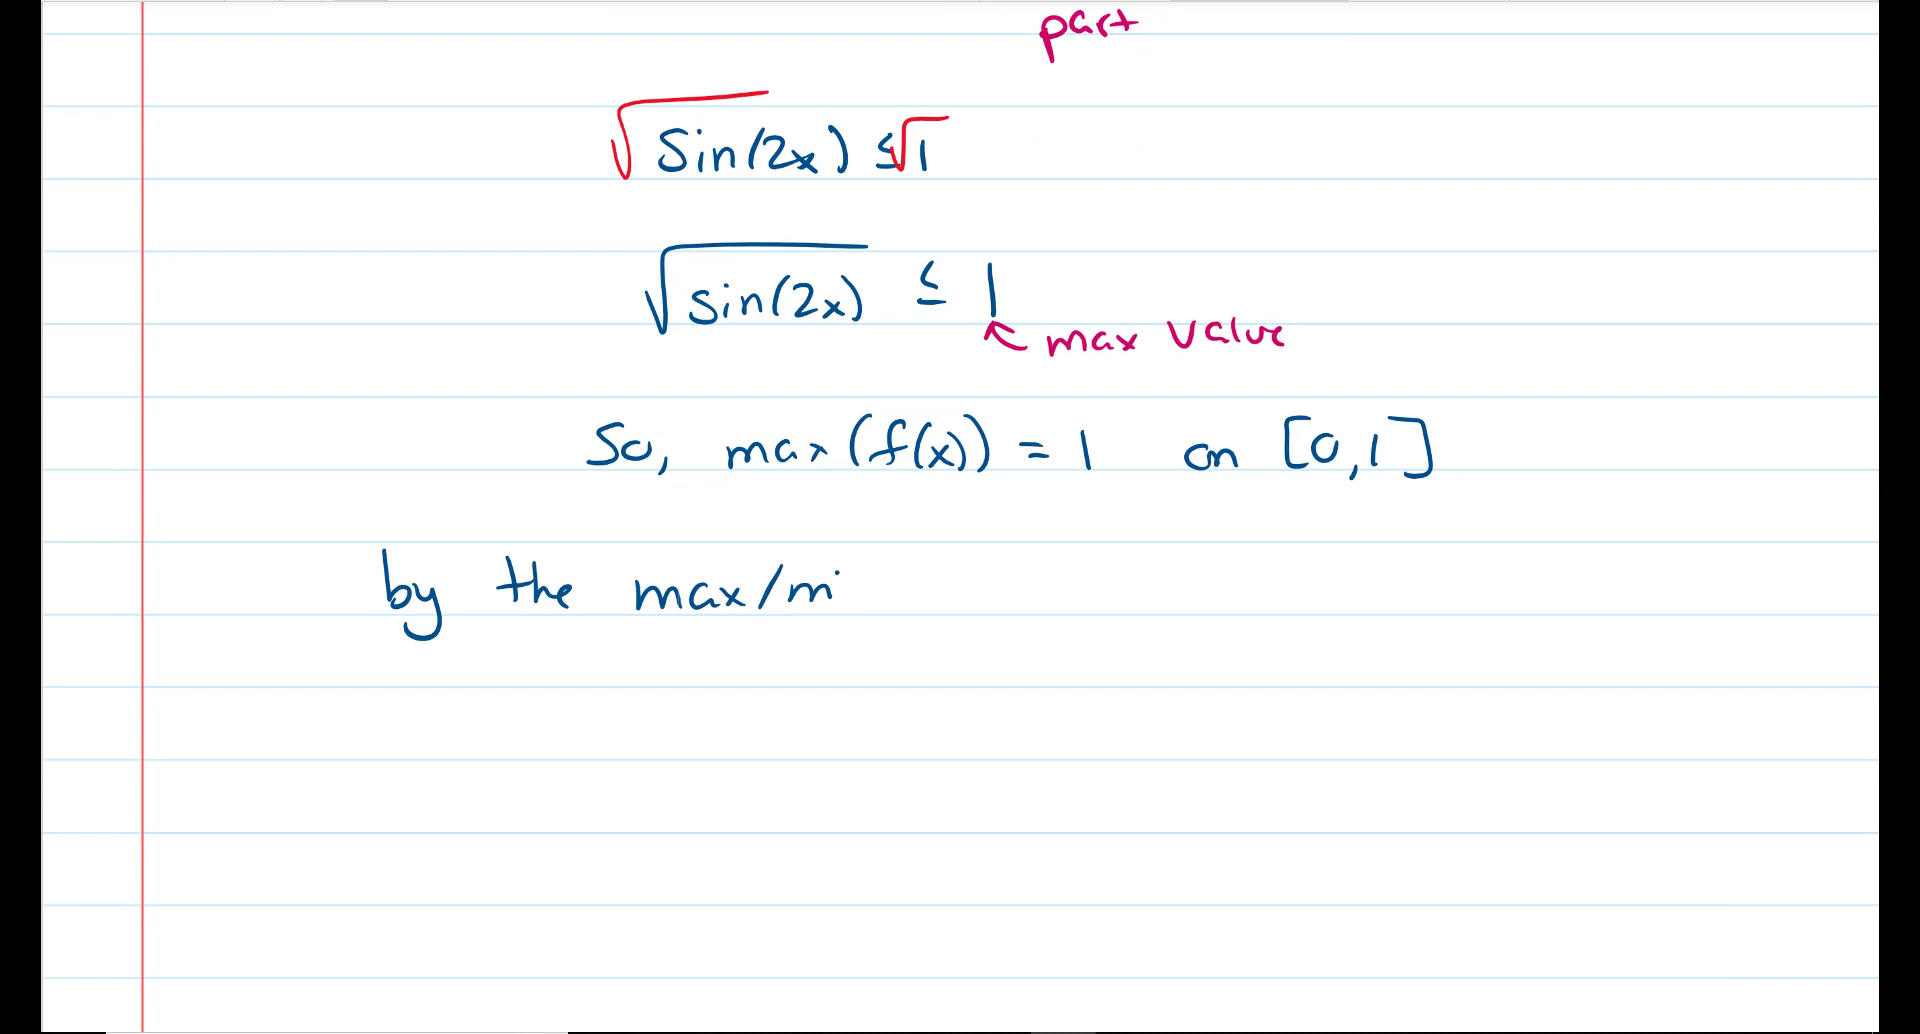 part
√Sin(2x) ≤ √1
√sin(2x) ≤ 1
↖ max value
So, max(f(x)) = 1 on [0,1]
by the max/mi